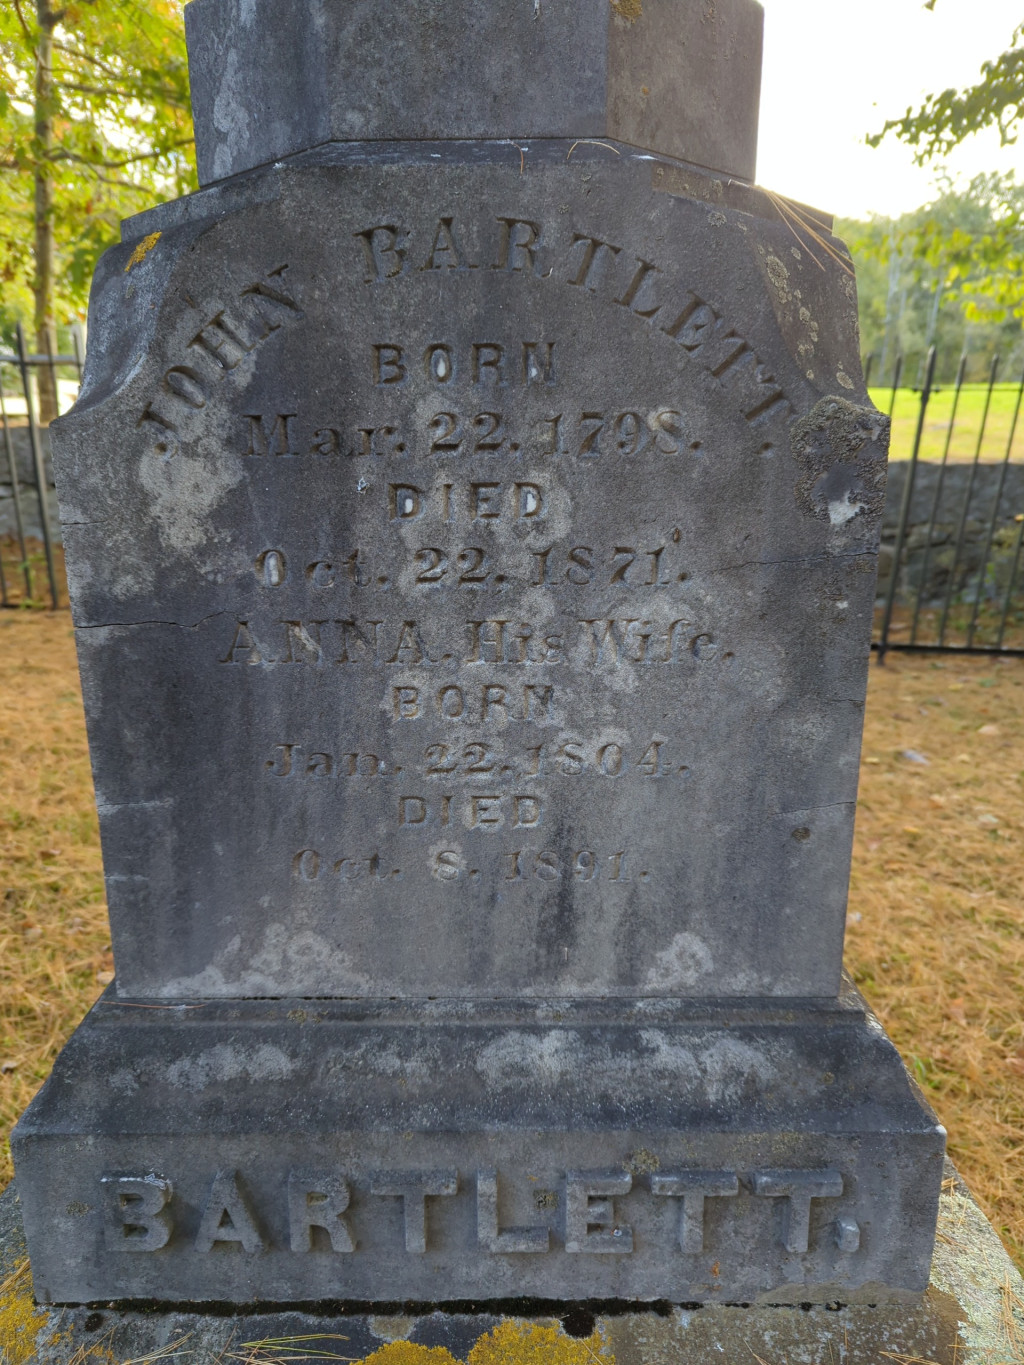 JOHN BARTLETT.
BORN
Mar. 22. 1798.
DIED
Oct. 22. 1871.
ANNA. His Wife.
BORN
Jan. 22. 1804.
DIED
Oct. 8. 1891.
BARTLETT.